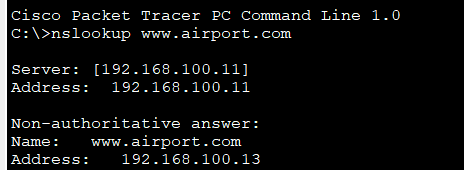 Cisco Packet Tracer PC Command Line 1.0
C:\>nslookup www.airport.com
Server: [192.168.100.11]
Address:  192.168.100.11
Non-authoritative answer:
Name:   www.airport.com
Address:   192.168.100.13